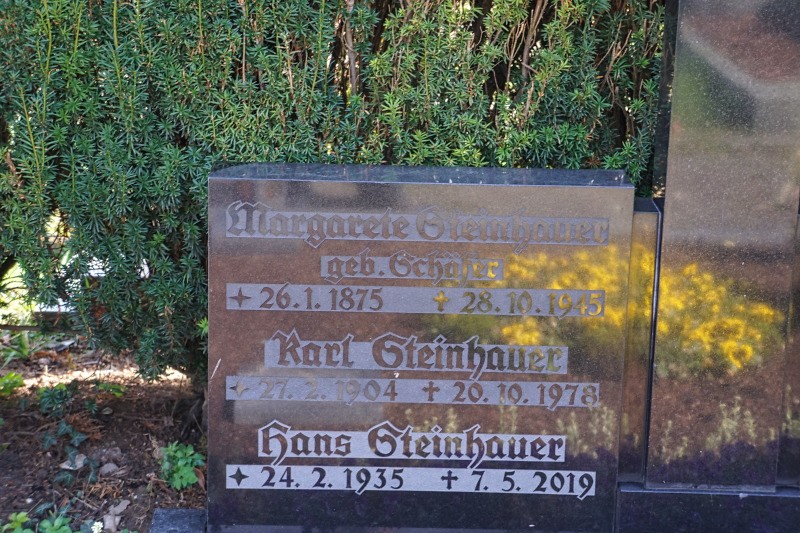 Margarete Steinhauer
geb. Schäfer
✦ 26. 1. 1875 ✝ 28. 10. 1945
Karl Steinhauer
✦ 27. 2. 1904 ✝ 20. 10. 1978
Hans Steinhauer
✦ 24. 2. 1935 ✝ 7. 5. 2019